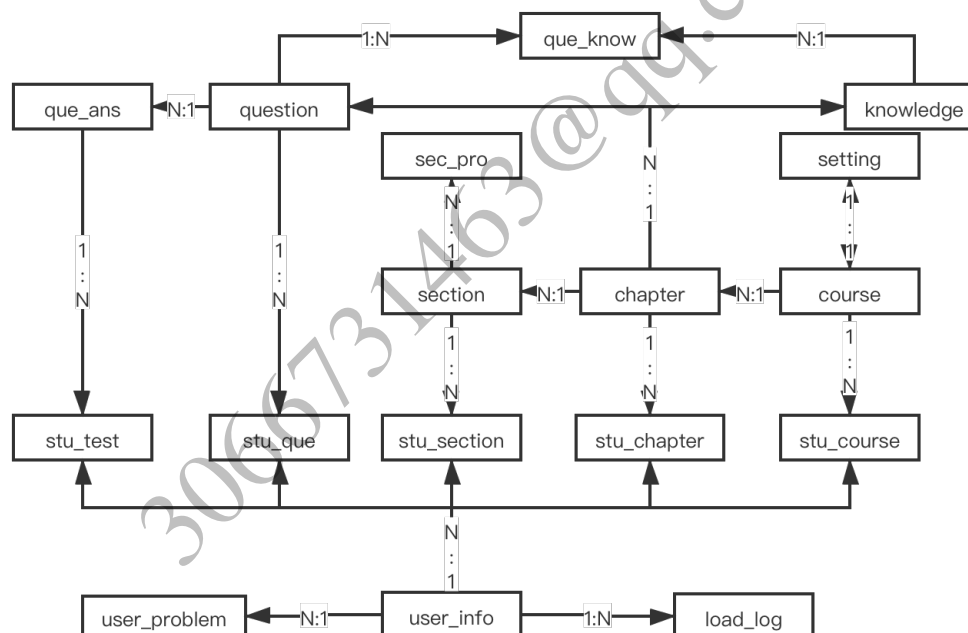 1:N
que_know
N:1
que_ans
N:1
question
knowledge
sec_pro
N:1
setting
N:1
1:1
section
N:1
chapter
N:1
course
1:N
1:N
1:N
1:N
1:N
stu_test
stu_que
stu_section
stu_chapter
stu_course
N:1
user_problem
N:1
user_info
1:N
load_log
3066731463@qq.c